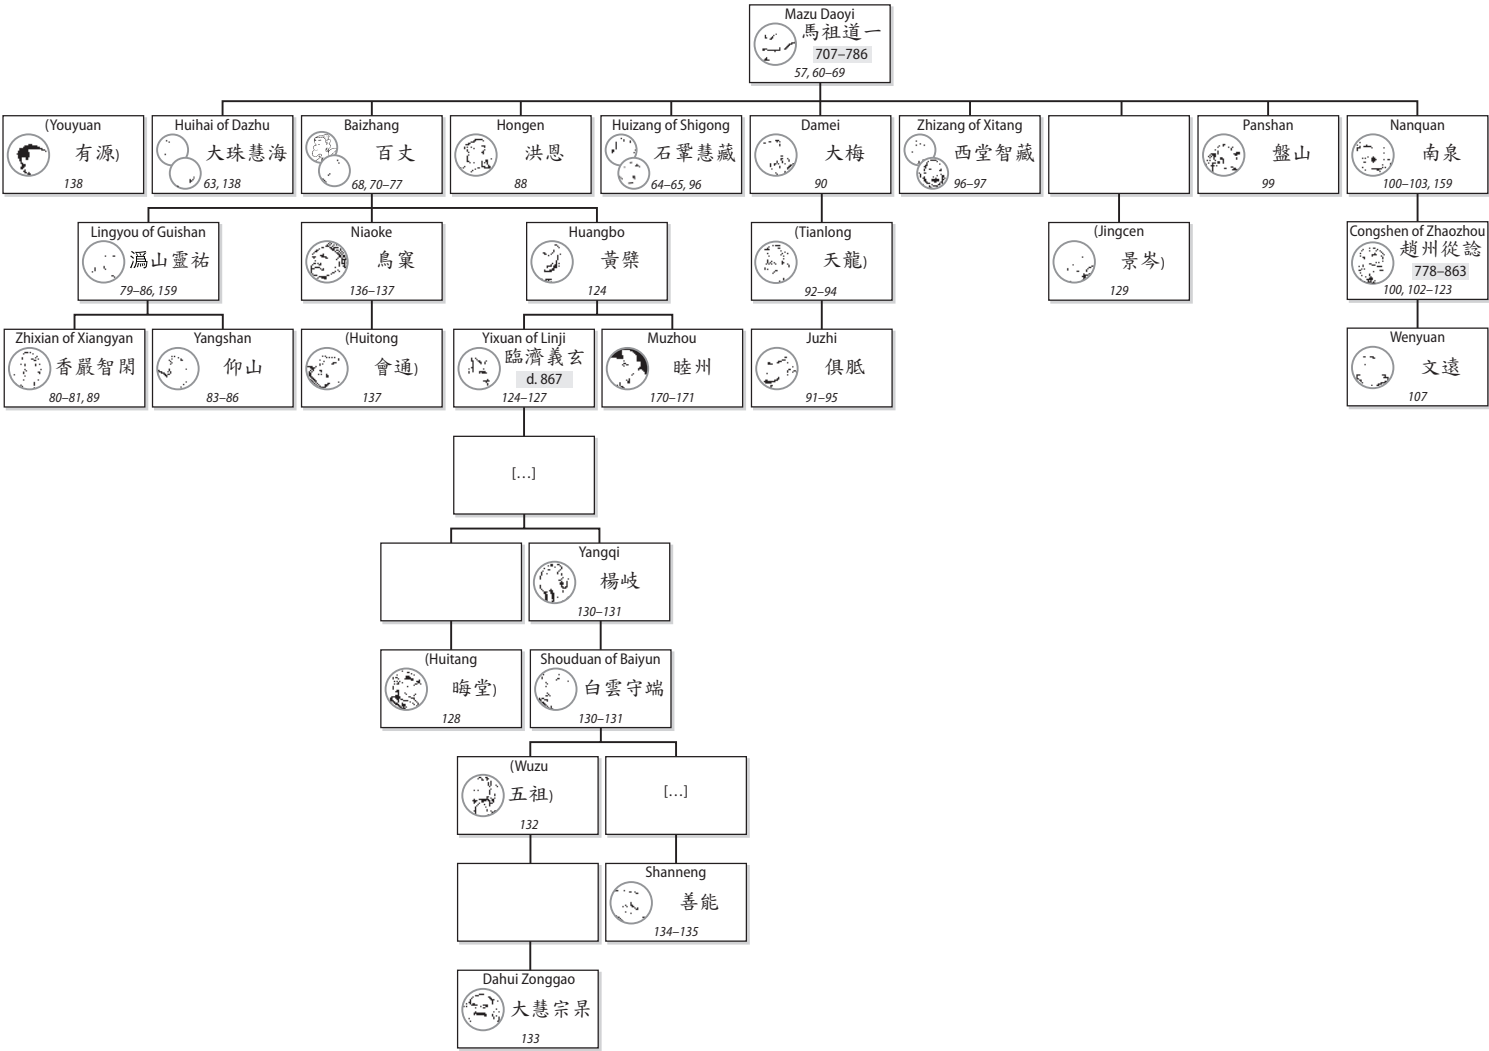 Mazu Daoyi
馬祖道一
707–786
57, 60–69
(Youyuan
有源)
138
Huihai of Dazhu
大珠慧海
63, 138
Baizhang
百丈
68, 70–77
Hongen
洪恩
88
Huizang of Shigong
石鞏慧藏
64–65, 96
Damei
大梅
90
Zhizang of Xitang
西堂智藏
96–97
Panshan
盤山
99
Nanquan
南泉
100–103, 159
Lingyou of Guishan
潙山靈祐
79–86, 159
Niaoke
鳥窠
136–137
Huangbo
黃檗
124
(Tianlong
天龍)
92–94
(Jingcen
景岑)
129
Congshen of Zhaozhou
趙州從諗
778–863
100, 102–123
Zhixian of Xiangyan
香嚴智閑
80–81, 89
Yangshan
仰山
83–86
(Huitong
會通)
137
Yixuan of Linji
臨濟義玄
d. 867
124–127
Muzhou
睦州
170–171
Juzhi
俱胝
91–95
Wenyuan
文遠
107
[…]
Yangqi
楊岐
130–131
(Huitang
晦堂)
128
Shouduan of Baiyun
白雲守端
130–131
(Wuzu
五祖)
132
[…]
Shanneng
善能
134–135
Dahui Zonggao
大慧宗杲
133